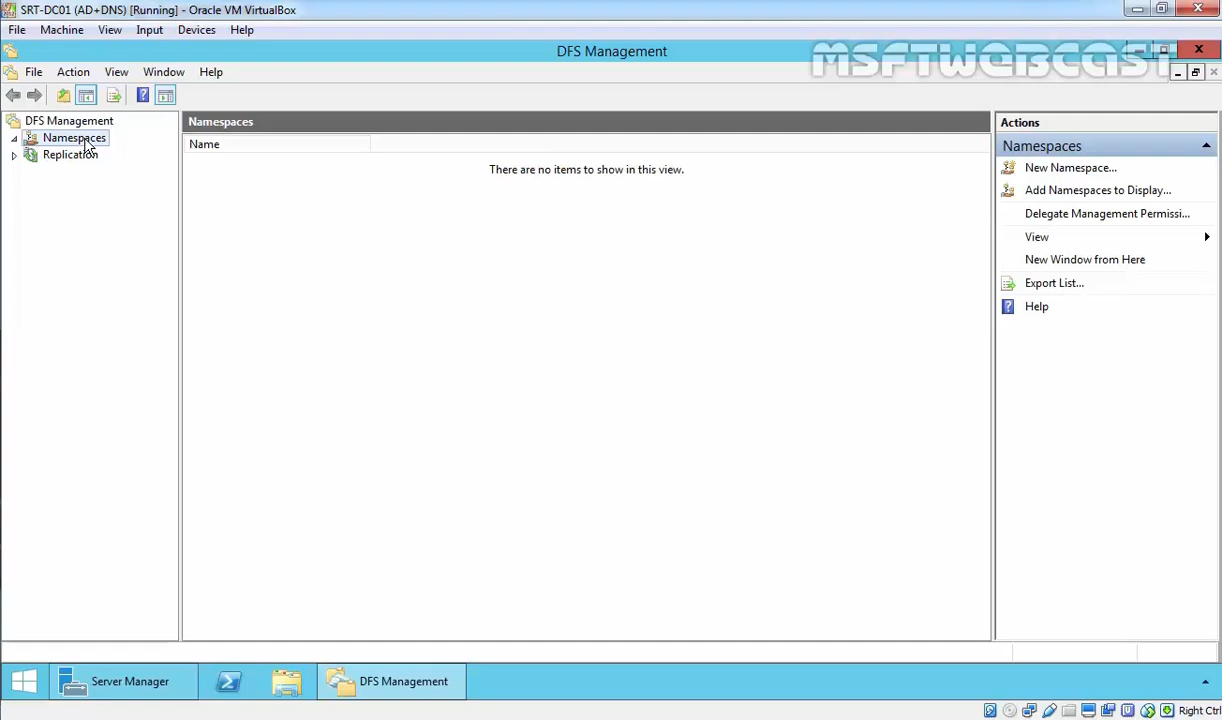 SRT-DC01 (AD+DNS) [Running] - Oracle VM VirtualBox
File Machine View Input Devices Help
DFS Management
MSFTWEBCAST
File Action View Window Help
DFS Management
Namespaces
Replication
Namespaces
Name
There are no items to show in this view.
Actions
Namespaces
New Namespace...
Add Namespaces to Display...
Delegate Management Permissi...
View
New Window from Here
Export List...
Help
Server Manager
DFS Management
Right Ctrl